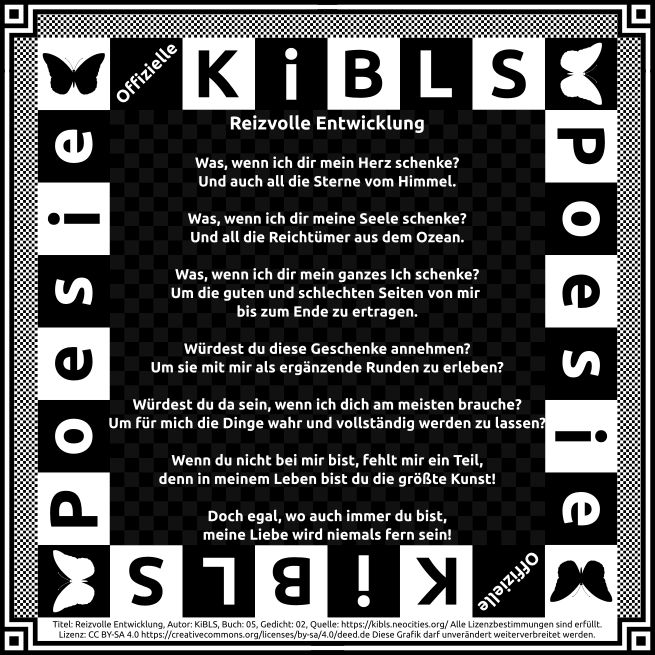 Offizielle KiBLS
Poesie
Poesie
Reizvolle Entwicklung
Was, wenn ich dir mein Herz schenke?
Und auch all die Sterne vom Himmel.
Was, wenn ich dir meine Seele schenke?
Und all die Reichtümer aus dem Ozean.
Was, wenn ich dir mein ganzes Ich schenke?
Um die guten und schlechten Seiten von mir
bis zum Ende zu ertragen.
Würdest du diese Geschenke annehmen?
Um sie mit mir als ergänzende Runden zu erleben?
Würdest du da sein, wenn ich dich am meisten brauche?
Um für mich die Dinge wahr und vollständig werden zu lassen?
Wenn du nicht bei mir bist, fehlt mir ein Teil,
denn in meinem Leben bist du die größte Kunst!
Doch egal, wo auch immer du bist,
meine Liebe wird niemals fern sein!
Offizielle KiBLS
Titel: Reizvolle Entwicklung, Autor: KiBLS, Buch: 05, Gedicht: 02, Quelle: https://kibls.neocities.org/ Alle Lizenzbestimmungen sind erfüllt.
Lizenz: CC BY-SA 4.0 https://creativecommons.org/licenses/by-sa/4.0/deed.de Diese Grafik darf unverändert weiterverbreitet werden.